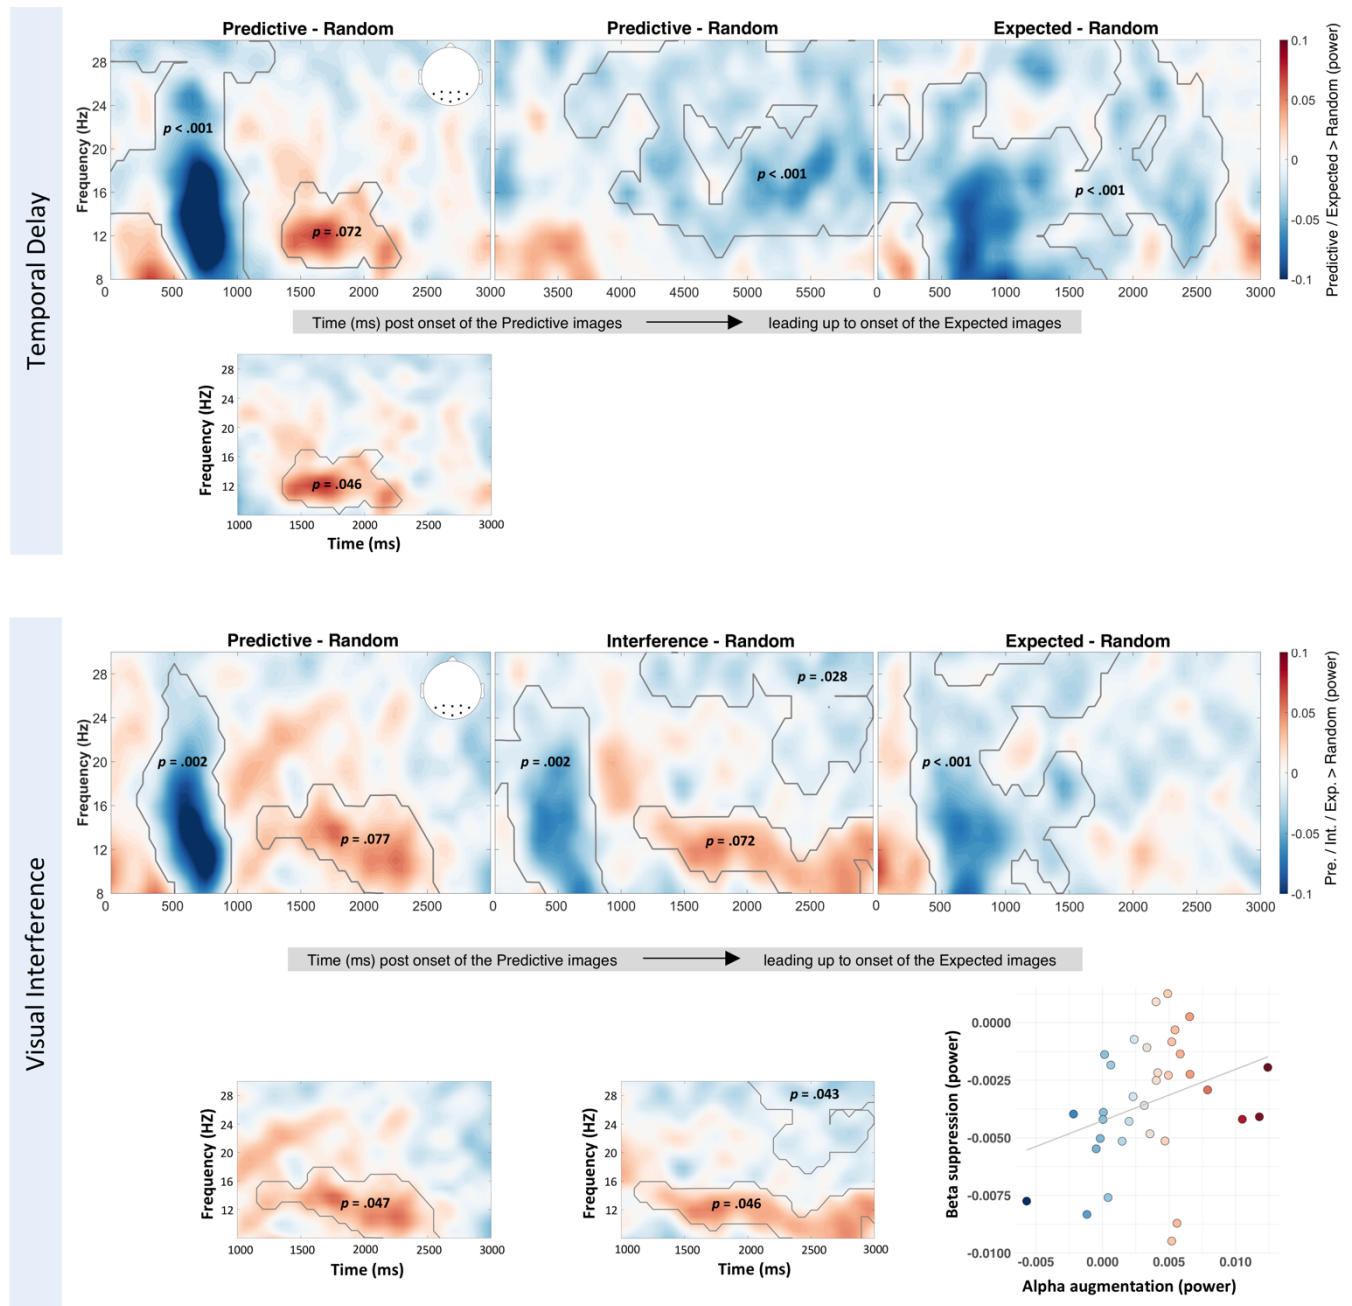 Temporal Delay
Predictive - Random
Predictive - Random
Expected - Random
Frequency (Hz)
28
24
20
16
12
8
p < .001
p = .072
p < .001
p < .001
0.1
0.05
0
-0.05
-0.1
Predictive / Expected > Random (power)
0 500 1000 1500 2000 2500 3000 3500 4000 4500 5000 5500 0 500 1000 1500 2000 2500 3000
Time (ms) post onset of the Predictive images leading up to onset of the Expected images
Frequency (HZ)
28
24
20
16
12
p = .046
1000 1500 2000 2500 3000
Time (ms)
Visual Interference
Predictive - Random
Interference - Random
Expected - Random
Frequency (Hz)
28
24
20
16
12
8
p = .002
p = .077
p = .028
p = .002
p = .072
p < .001
0.1
0.05
0
-0.05
-0.1
Pre. / Int. / Exp. > Random (power)
0 500 1000 1500 2000 2500 0 500 1000 1500 2000 2500 0 500 1000 1500 2000 2500 3000
Time (ms) post onset of the Predictive images leading up to onset of the Expected images
Frequency (HZ)
28
24
20
16
12
p = .047
1000 1500 2000 2500 3000
Time (ms)
Frequency (HZ)
28
24
20
16
12
p = .043
p = .046
1000 1500 2000 2500 3000
Time (ms)
Beta suppression (power)
0.0000
-0.0025
-0.0050
-0.0075
-0.0100
-0.005 0.000 0.005 0.010
Alpha augmentation (power)